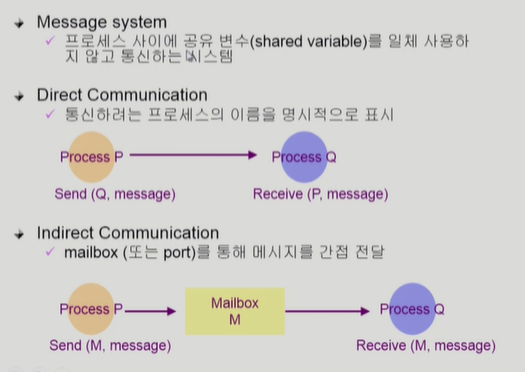 Message system
프로세스 사이에 공유 변수(shared variable)를 일체 사용하
지 않고 통신하는 시스템
Direct Communication
통신하려는 프로세스의 이름을 명시적으로 표시
Process P
Process Q
Send (Q, message)
Receive (P, message)
Indirect Communication
mailbox (또는 port)를 통해 메시지를 간접 전달
Process P
Mailbox
M
Process Q
Send (M, message)
Receive (M, message)